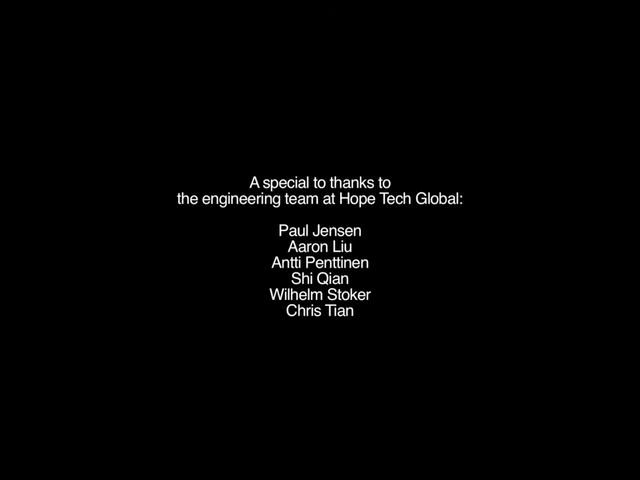 A special to thanks to
the engineering team at Hope Tech Global:
Paul Jensen
Aaron Liu
Antti Penttinen
Shi Qian
Wilhelm Stoker
Chris Tian